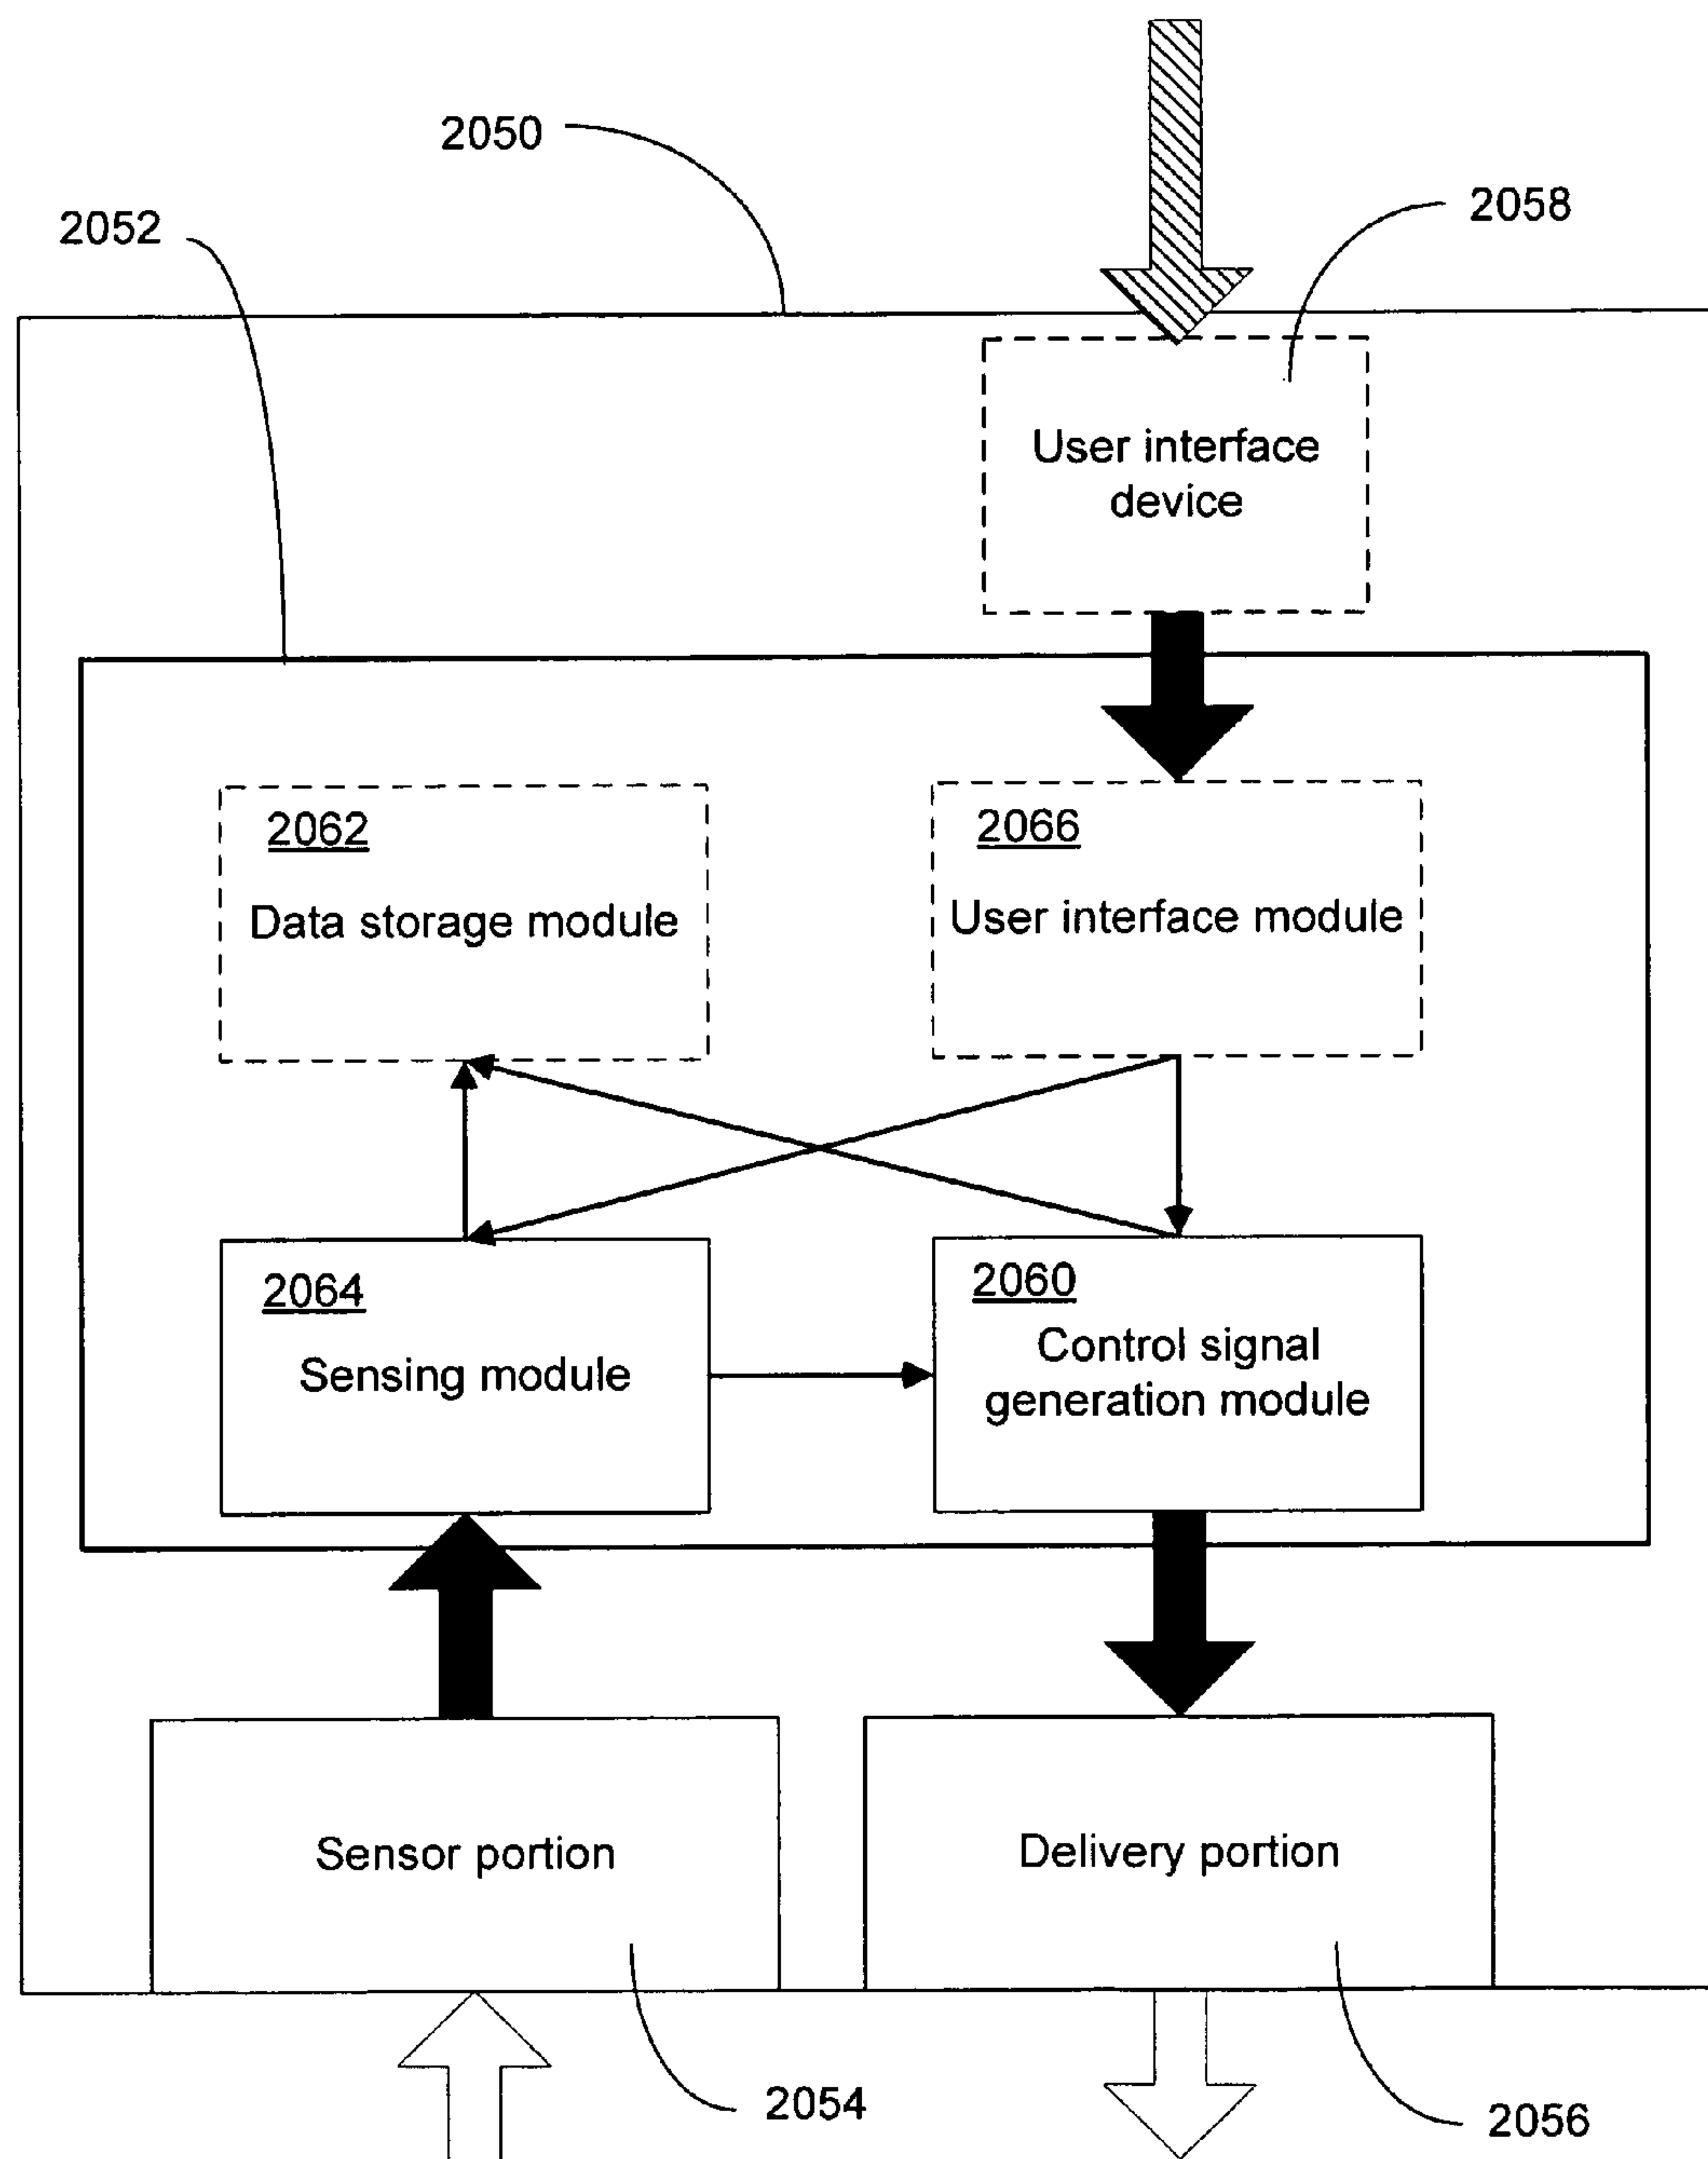 2050
2058
2052
User interface
device
2062
Data storage module
2066
User interface module
2064
Sensing module
2060
Control signal
generation module
Sensor portion
Delivery portion
2054
2056